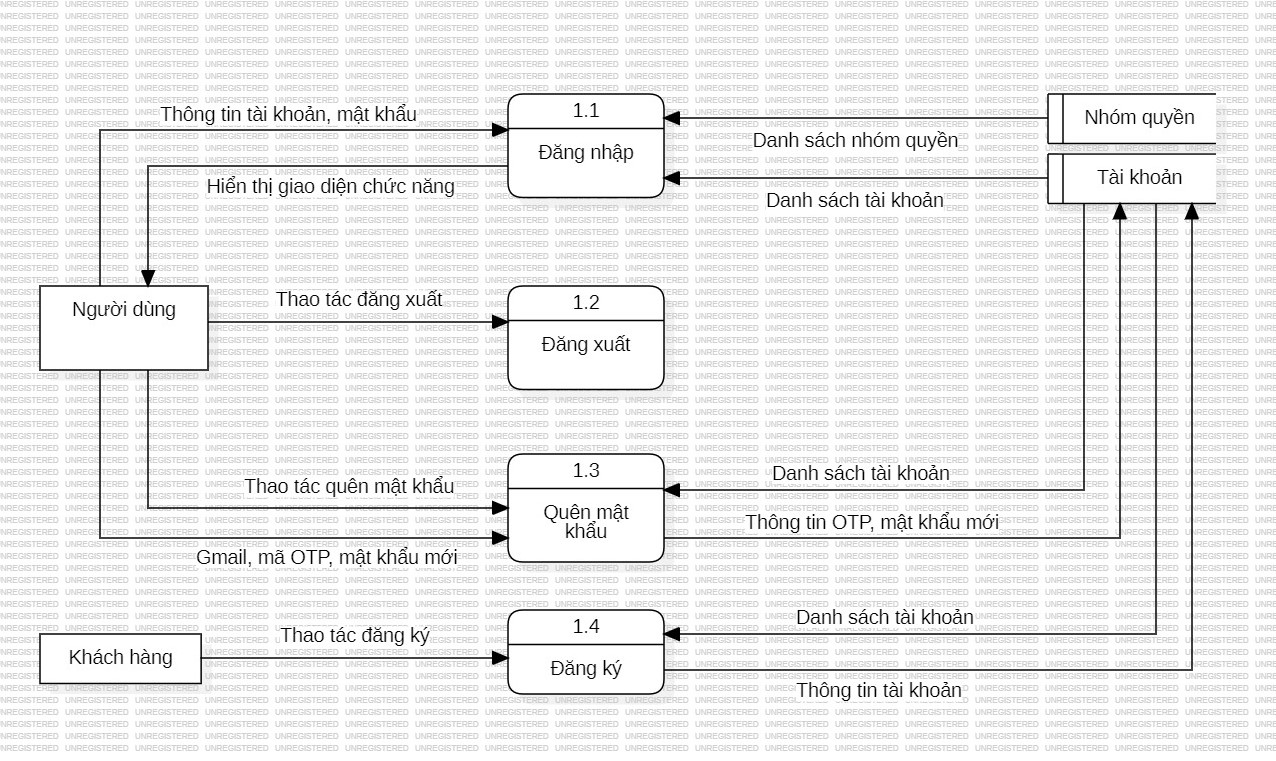 Thông tin tài khoản, mật khẩu
1.1
Đăng nhập
Hiển thị giao diện chức năng
Danh sách nhóm quyền
Nhóm quyền
Tài khoản
Danh sách tài khoản
Người dùng
Thao tác đăng xuất
1.2
Đăng xuất
Thao tác quên mật khẩu
1.3
Quên mật
khẩu
Gmail, mã OTP, mật khẩu mới
Danh sách tài khoản
Thông tin OTP, mật khẩu mới
Khách hàng
Thao tác đăng ký
1.4
Đăng ký
Danh sách tài khoản
Thông tin tài khoản
UNREGISTERED